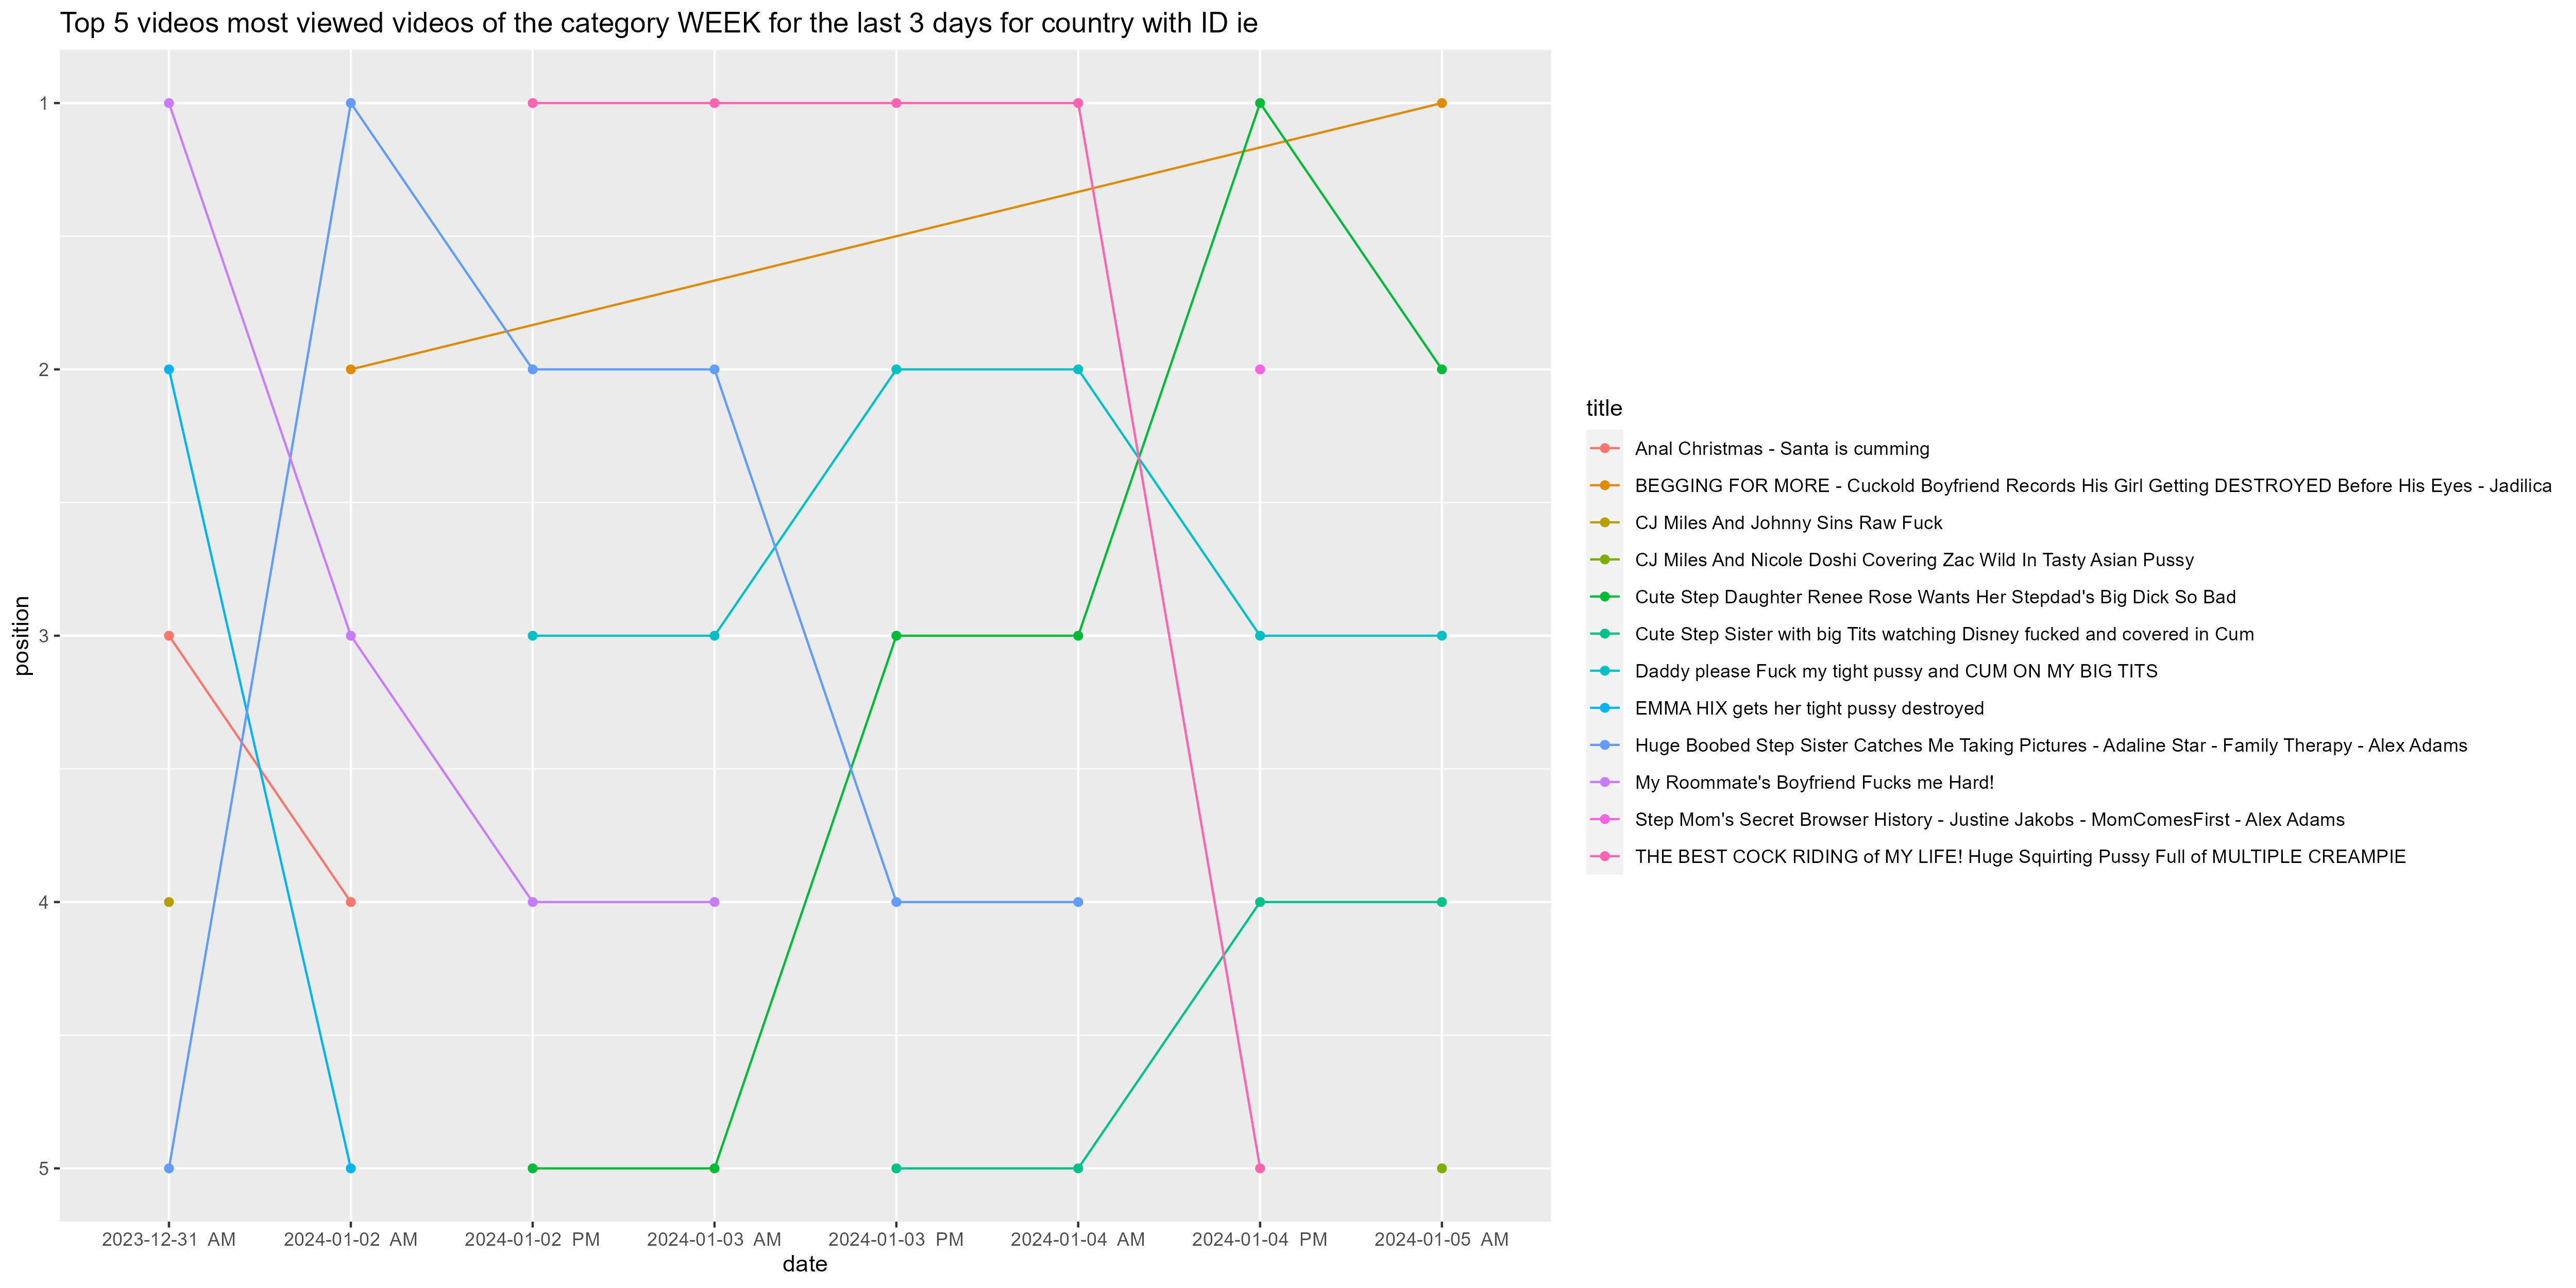 Top 5 videos most viewed videos of the category WEEK for the last 3 days for country with ID ie
position
1
2
3
4
5
2023-12-31 AM
2024-01-02 AM
2024-01-02 PM
2024-01-03 AM
2024-01-03 PM
2024-01-04 AM
2024-01-04 PM
2024-01-05 AM
date
title
Anal Christmas - Santa is cumming
BEGGING FOR MORE - Cuckold Boyfriend Records His Girl Getting DESTROYED Before His Eyes - Jadilica
CJ Miles And Johnny Sins Raw Fuck
CJ Miles And Nicole Doshi Covering Zac Wild In Tasty Asian Pussy
Cute Step Daughter Renee Rose Wants Her Stepdad's Big Dick So Bad
Cute Step Sister with big Tits watching Disney fucked and covered in Cum
Daddy please Fuck my tight pussy and CUM ON MY BIG TITS
EMMA HIX gets her tight pussy destroyed
Huge Boobed Step Sister Catches Me Taking Pictures - Adaline Star - Family Therapy - Alex Adams
My Roommate's Boyfriend Fucks me Hard!
Step Mom's Secret Browser History - Justine Jakobs - MomComesFirst - Alex Adams
THE BEST COCK RIDING of MY LIFE! Huge Squirting Pussy Full of MULTIPLE CREAMPIE